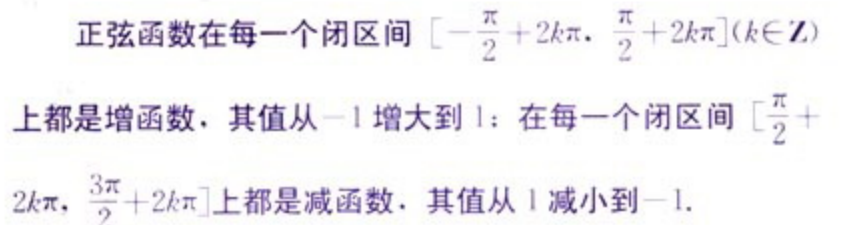 正弦函数在每一个闭区间 [−π/2+2kπ, π/2+2kπ](k∈Z)
上都是增函数, 其值从−1增大到1; 在每一个闭区间 [π/2+
2kπ, 3π/2+2kπ]上都是减函数, 其值从1减小到−1.